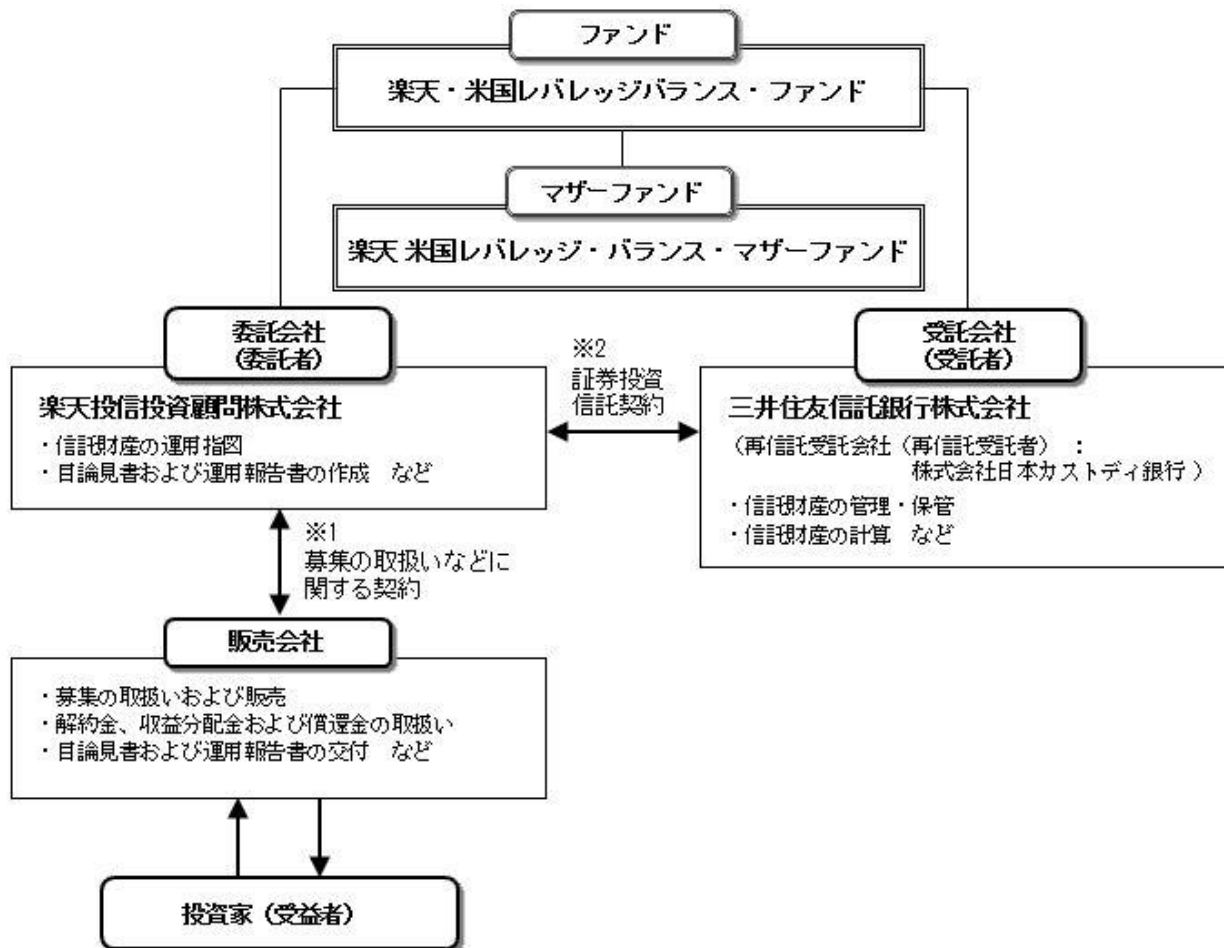 ファンド
楽天・米国レバレッジバランス・ファンド
マザーファンド
楽天 米国レバレッジ・バランス・マザーファンド
委託会社
(委託者)
楽天投信投資顧問株式会社
・信託財産の運用指図
・目論見書および運用報告書の作成 など
※2
証券投資
信託契約
受託会社
(受託者)
三井住友信託銀行株式会社
(再信託受託会社(再信託受託者) :
株式会社日本カストディ銀行)
・信託財産の管理・保管
・信託財産の計算 など
※1
募集の取扱いなどに
関する契約
販売会社
・募集の取扱いおよび販売
・解約金、収益分配金および償還金の取扱い
・目論見書および運用報告書の交付 など
投資家(受益者)